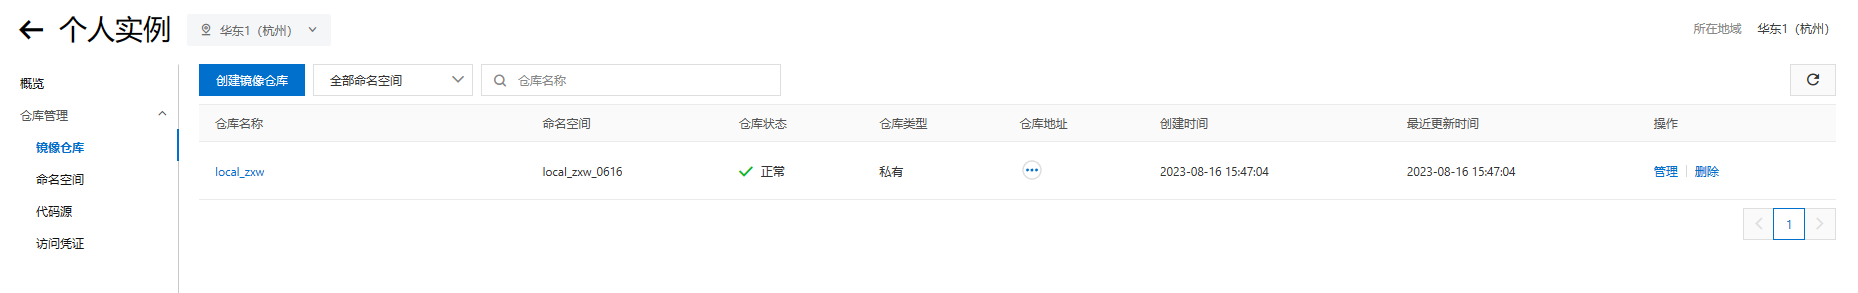 个人实例 华东1（杭州） 所在地域 华东1（杭州）
概览
仓库管理
镜像仓库
命名空间
代码源
访问凭证
创建镜像仓库 全部命名空间 仓库名称
仓库名称 命名空间 仓库状态 仓库类型 仓库地址 创建时间 最近更新时间 操作
local_zxw local_zxw_0616 正常 私有 2023-08-16 15:47:04 2023-08-16 15:47:04 管理 删除
1